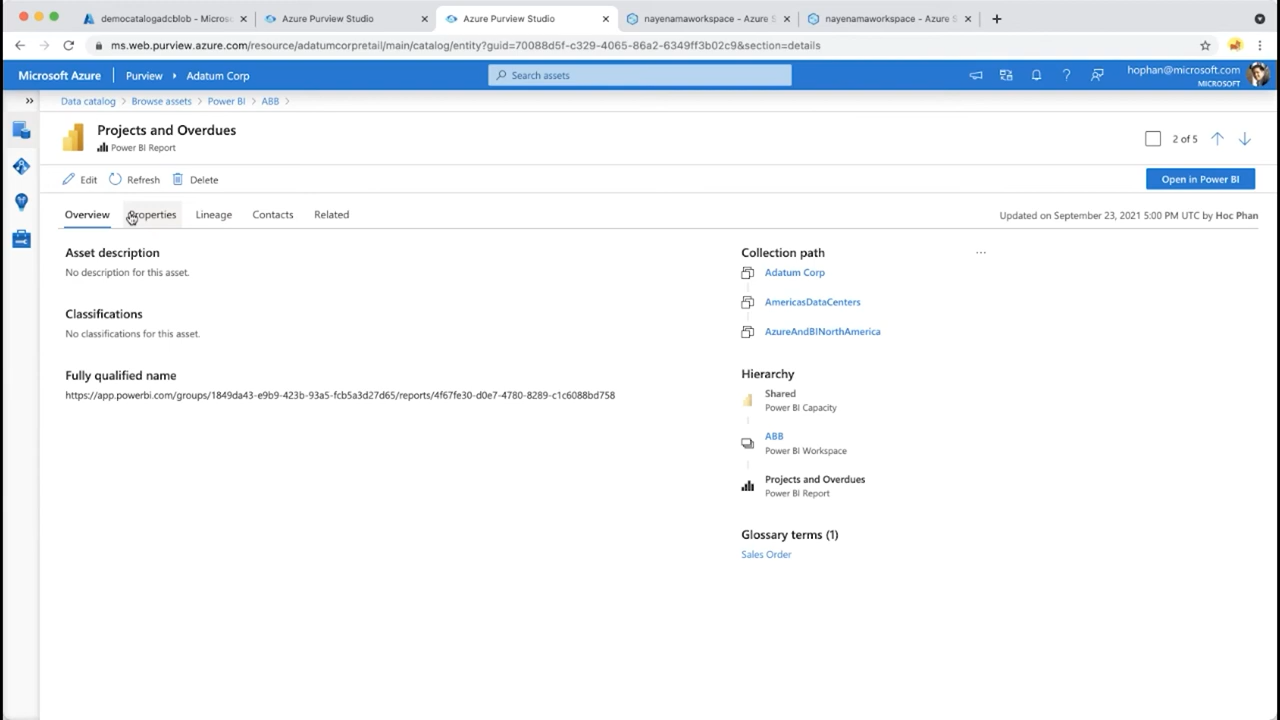 democatalogadcblob - Micros
Azure Purview Studio
Azure Purview Studio
nayenamaworkspace - Azure S
nayenamaworkspace - Azure S
ms.web.purview.azure.com/resource/adatumcorpretail/main/catalog/entity?guid=70088d5f-c329-4065-86a2-6349ff3b02c9&section=details
Microsoft Azure
Purview
Adatum Corp
Search assets
hophan@microsoft.com
MICROSOFT
Data catalog > Browse assets > Power BI > ABB >
Projects and Overdues
Power BI Report
2 of 5
Edit
Refresh
Delete
Open in Power BI
Overview
Properties
Lineage
Contacts
Related
Updated on September 23, 2021 5:00 PM UTC by Hoc Phan
Asset description
No description for this asset.
Classifications
No classifications for this asset.
Fully qualified name
https://app.powerbi.com/groups/1849da43-e9b9-423b-93a5-fcb5a3d27d65/reports/4f67fe30-d0e7-4780-8289-c1c6088bd758
Collection path
Adatum Corp
AmericasDataCenters
AzureAndBINorthAmerica
Hierarchy
Shared
Power BI Capacity
ABB
Power BI Workspace
Projects and Overdues
Power BI Report
Glossary terms (1)
Sales Order